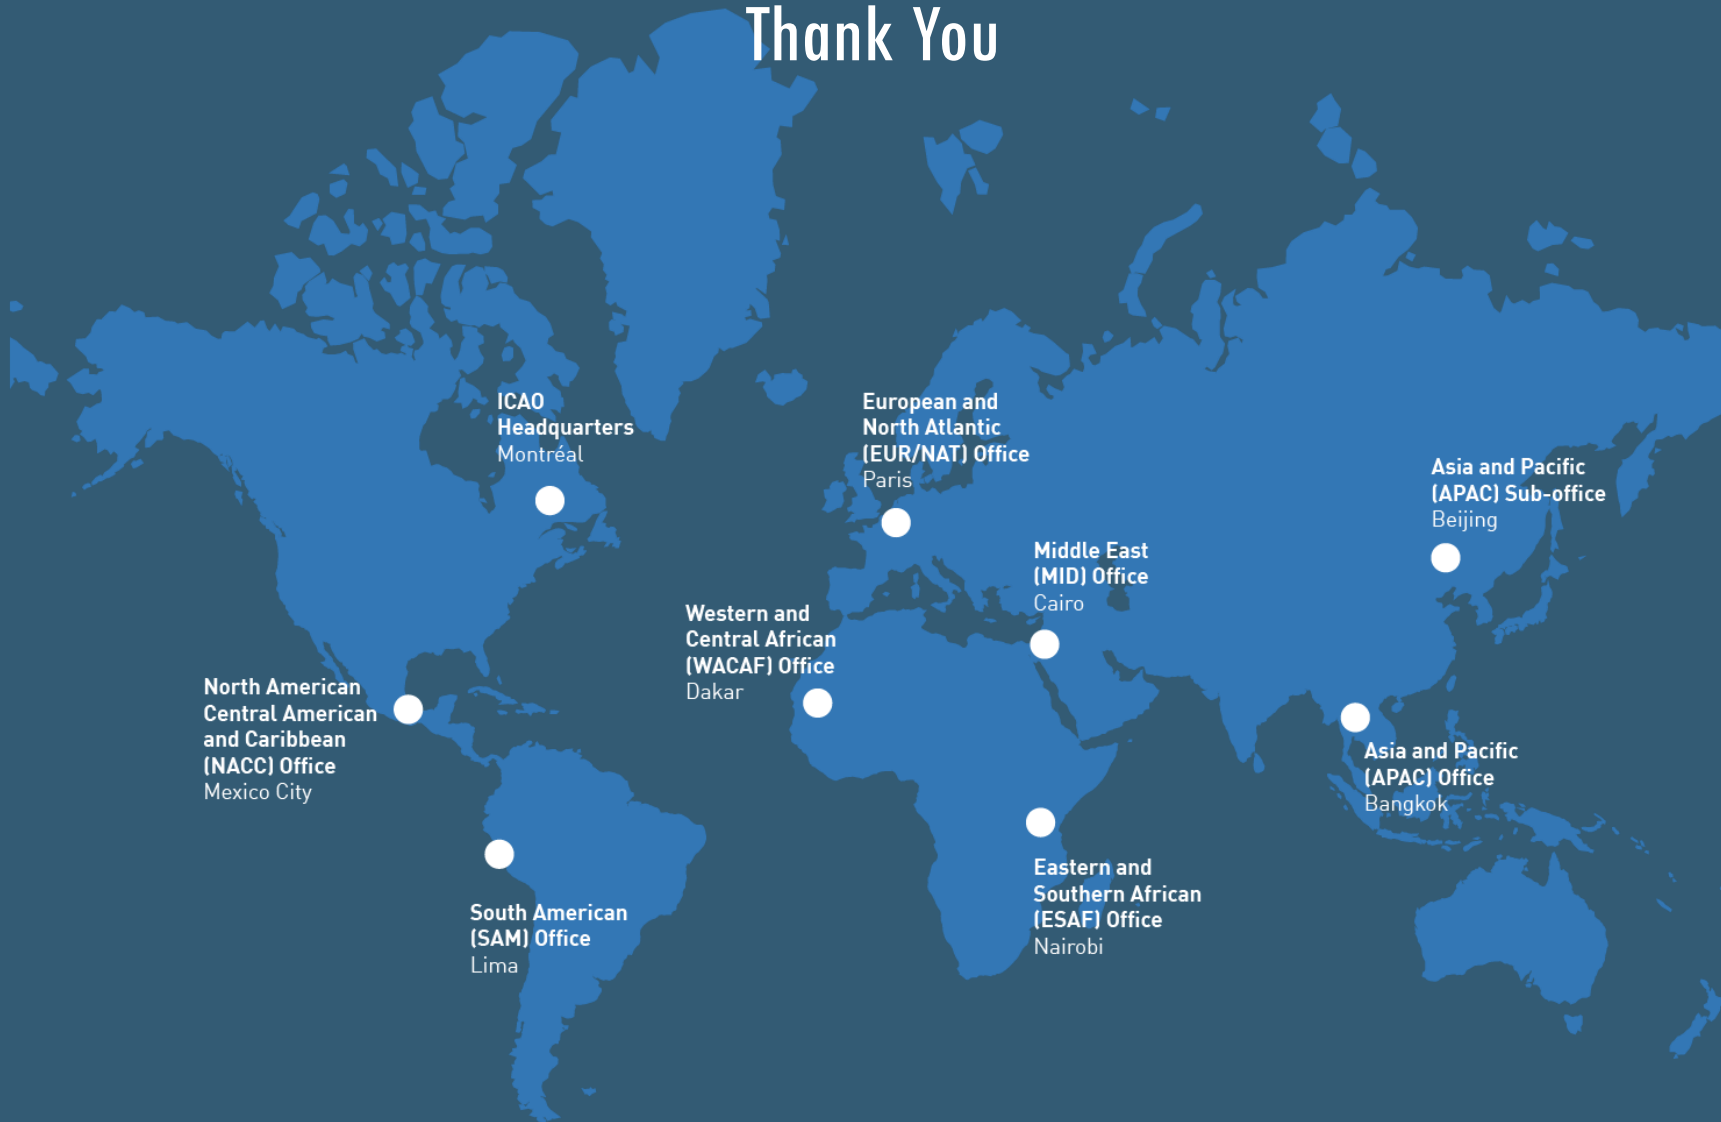 Thank You
ICAO
Headquarters
Montréal
European and
North Atlantic
(EUR/NAT) Office
Paris
Asia and Pacific
(APAC) Sub-office
Beijing
Middle East
(MID) Office
Cairo
Western and
Central African
(WACAF) Office
Dakar
North American
Central American
and Caribbean
(NACC) Office
Mexico City
Asia and Pacific
(APAC) Office
Bangkok
Eastern and
Southern African
(ESAF) Office
Nairobi
South American
(SAM) Office
Lima